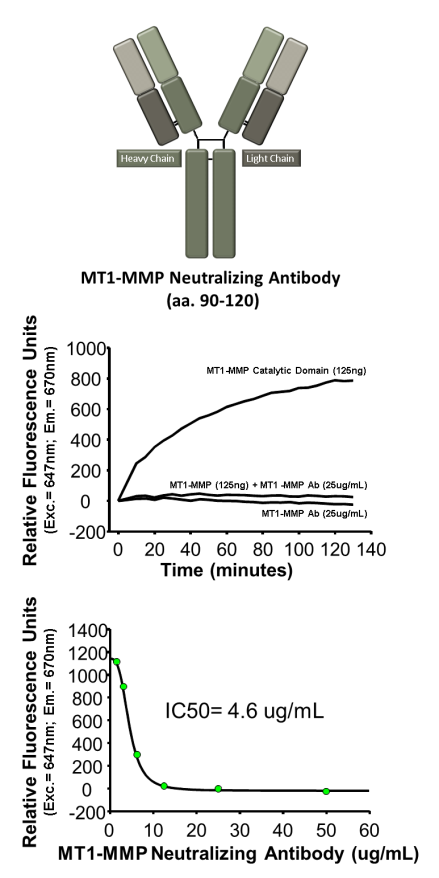 Heavy Chain
Light Chain
MT1-MMP Neutralizing Antibody
(aa. 90-120)
Relative Fluorescence Units
(Exc.= 647nm; Em.= 670nm)
1000
800
600
400
200
0
-200
MT1-MMP Catalytic Domain (125ng)
MT1-MMP (125ng) + MT1 -MMP Ab (25ug/mL)
MT1-MMP Ab (25ug/mL)
0 20 40 60 80 100 120 140
Time (minutes)
Relative Fluorescence Units
(Exc.= 647nm; Em.= 670nm)
1400
1200
1000
800
600
400
200
0
-200
IC50= 4.6 ug/mL
0 10 20 30 40 50 60
MT1-MMP Neutralizing Antibody (ug/mL)